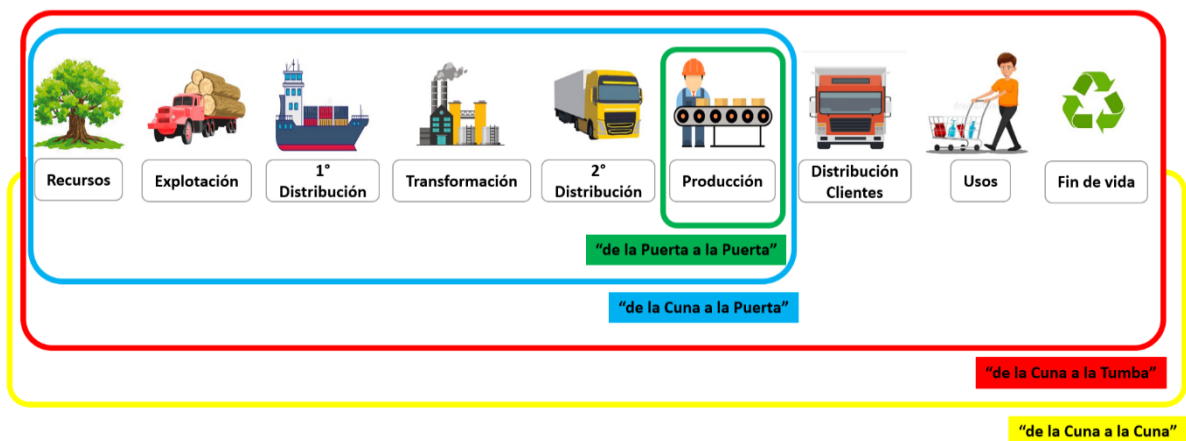 Recursos
Explotación
1°
Distribución
Transformación
2°
Distribución
Producción
Distribución
Clientes
Usos
Fin de vida
“de la Puerta a la Puerta”
“de la Cuna a la Puerta”
“de la Cuna a la Tumba”
“de la Cuna a la Cuna”